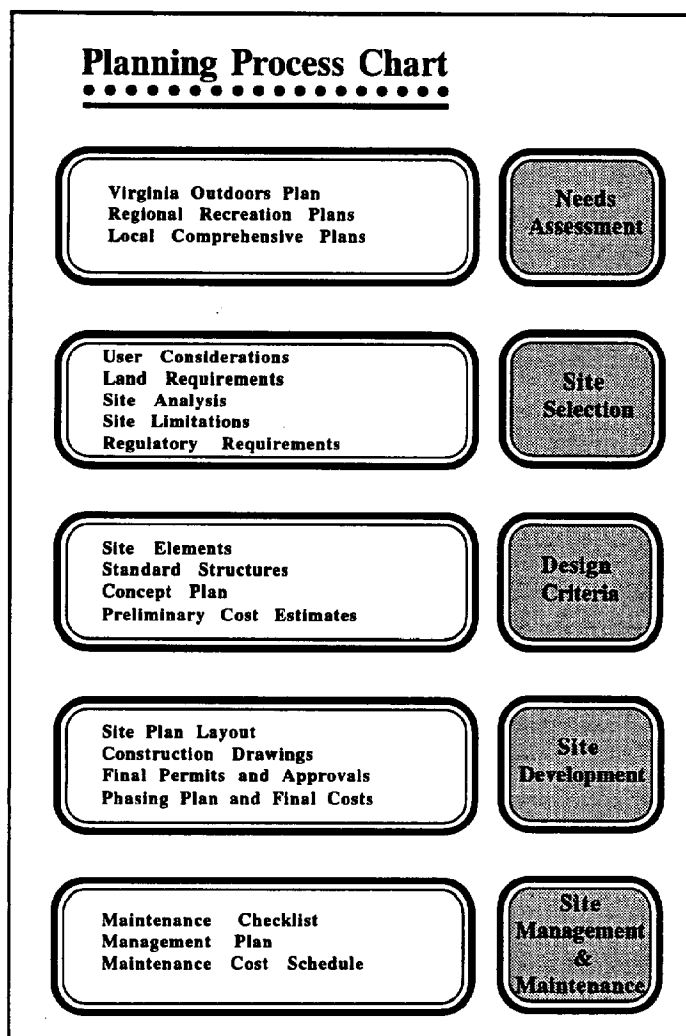 Planning Process Chart
Virginia Outdoors Plan
Regional Recreation Plans
Local Comprehensive Plans
Needs
Assessment
User Considerations
Land Requirements
Site Analysis
Site Limitations
Regulatory Requirements
Site
Selection
Site Elements
Standard Structures
Concept Plan
Preliminary Cost Estimates
Design
Criteria
Site Plan Layout
Construction Drawings
Final Permits and Approvals
Phasing Plan and Final Costs
Site
Development
Maintenance Checklist
Management Plan
Maintenance Cost Schedule
Site
Management
&
Maintenance